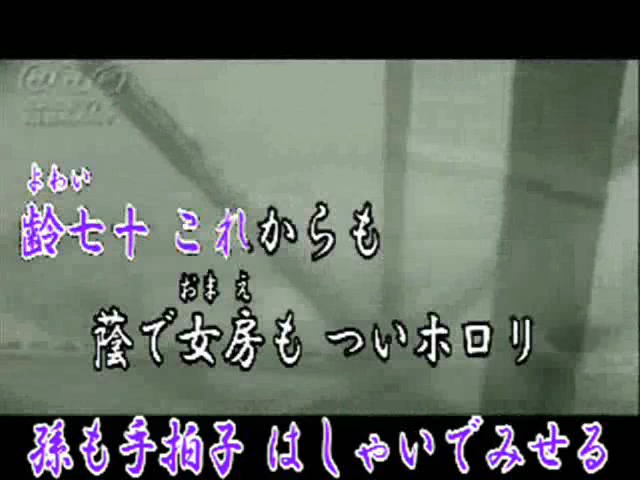 よわい
齢七十 これからも
おまえ
蔭で女房も ついホロリ
孫も手拍子 はしゃいでみせる